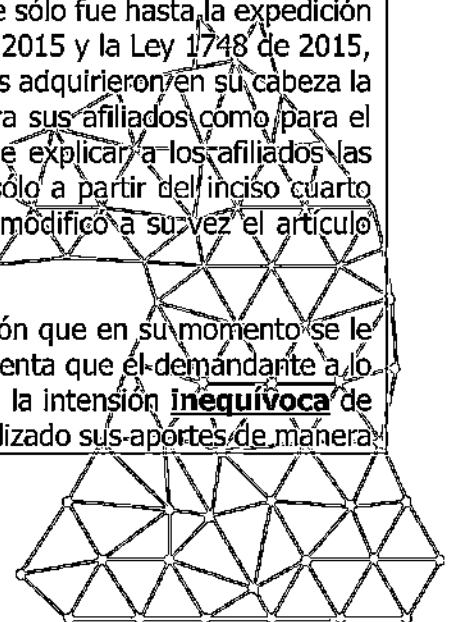 e sólo fue hasta la expedición
2015 y la Ley 1748 de 2015,
s adquirieron en su cabeza la
ra sus afiliados como para el
e explicar a los afiliados las
sólo a partir del inciso cuarto
modificó a su vez el artículo
ón que en su momento se le
enta que el demandante a lo
la intensión inequívoca de
lizado sus aportes de manera